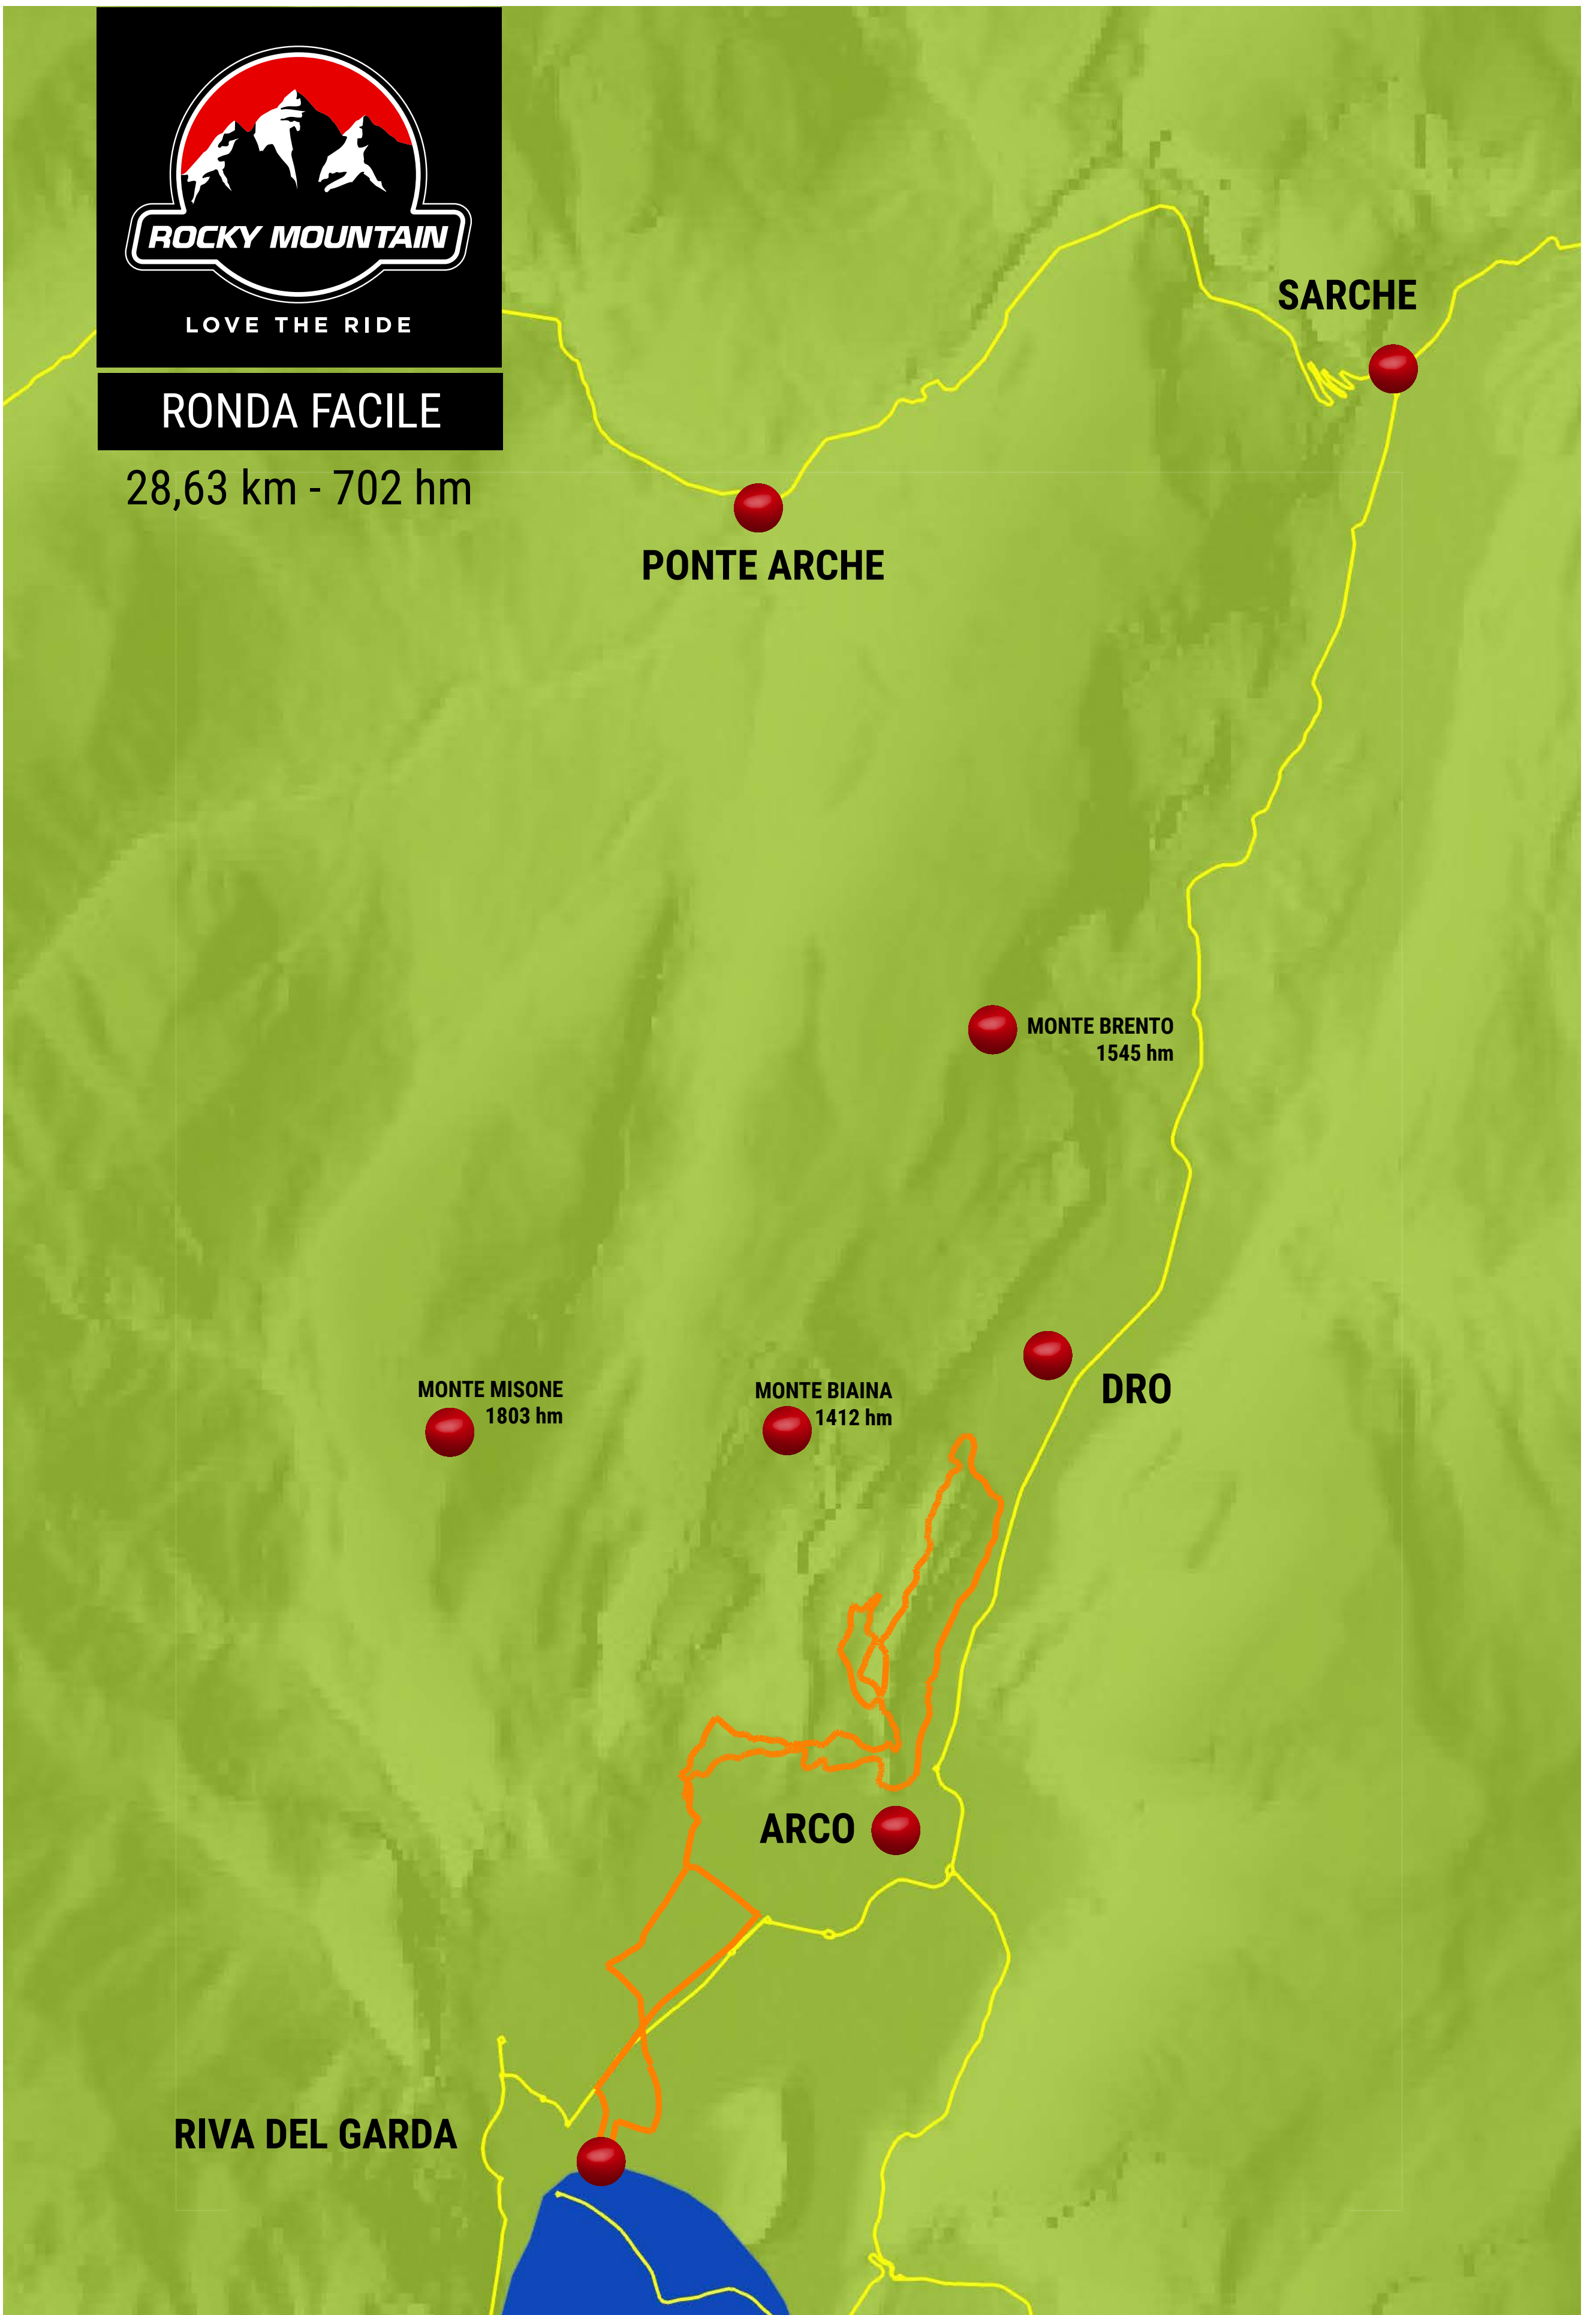 ROCKY MOUNTAIN
LOVE THE RIDE
RONDA FACILE
28,63 km - 702 hm
SARCHE
PONTE ARCHE
MONTE BRENTO
1545 hm
DRO
MONTE MISONE
1803 hm
MONTE BIAINA
1412 hm
ARCO
RIVA DEL GARDA